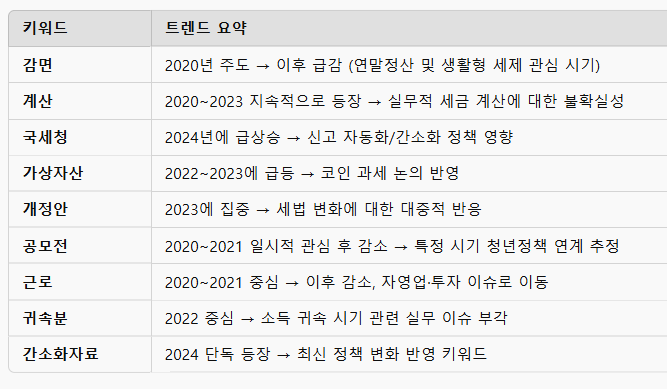 키워드 트렌드 요약
감면 2020년 주도 → 이후 급감 (연말정산 및 생활형 세제 관심 시기)
계산 2020~2023 지속적으로 등장 → 실무적 세금 계산에 대한 불확실성
국세청 2024년에 급상승 → 신고 자동화/간소화 정책 영향
가상자산 2022~2023에 급등 → 코인 과세 논의 반영
개정안 2023에 집중 → 세법 변화에 대한 대중적 반응
공모전 2020~2021 일시적 관심 후 감소 → 특정 시기 청년정책 연계 추정
근로 2020~2021 중심 → 이후 감소, 자영업·투자 이슈로 이동
귀속분 2022 중심 → 소득 귀속 시기 관련 실무 이슈 부각
간소화자료 2024 단독 등장 → 최신 정책 변화 반영 키워드